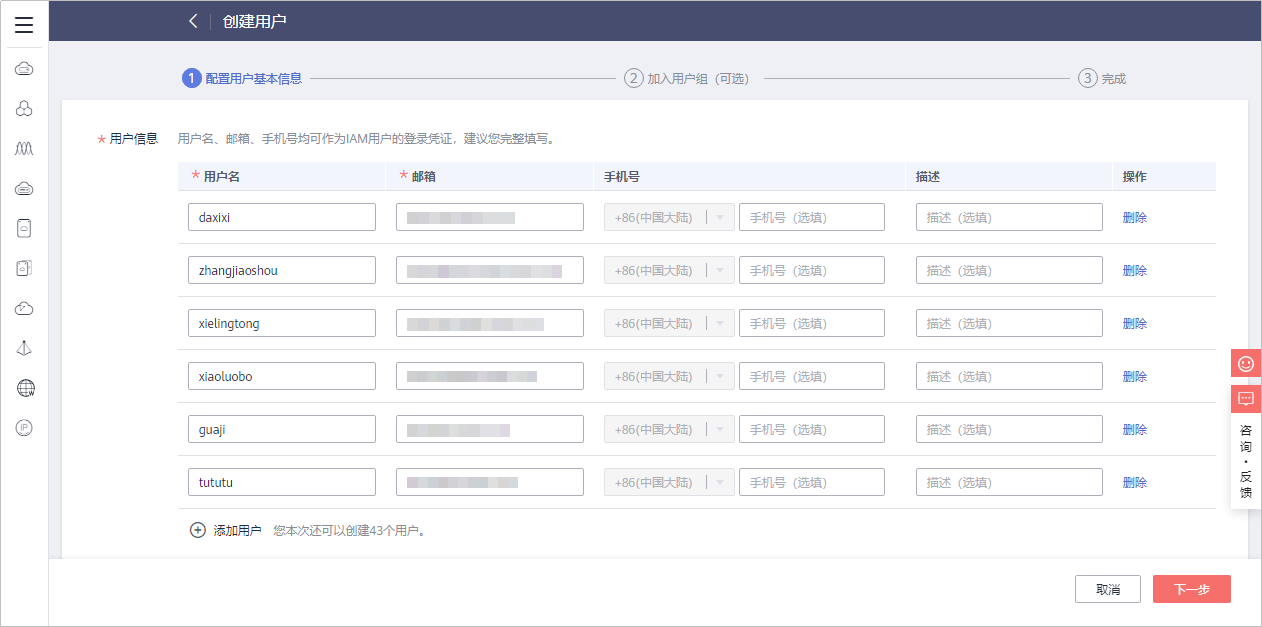 创建用户
1 配置用户基本信息 2 加入用户组（可选） 3 完成
* 用户信息 用户名、邮箱、手机号均可作为IAM用户的登录凭证，建议您完整填写。
* 用户名 * 邮箱 手机号 描述 操作
daxixi +86(中国大陆) 手机号（选填） 描述（选填） 删除
zhangjiaoshou +86(中国大陆) 手机号（选填） 描述（选填） 删除
xielingtong +86(中国大陆) 手机号（选填） 描述（选填） 删除
xiaoluobo +86(中国大陆) 手机号（选填） 描述（选填） 删除
guaji +86(中国大陆) 手机号（选填） 描述（选填） 删除
tututu +86(中国大陆) 手机号（选填） 描述（选填） 删除
添加用户 您本次还可以创建43个用户。
咨询·反馈
取消 下一步